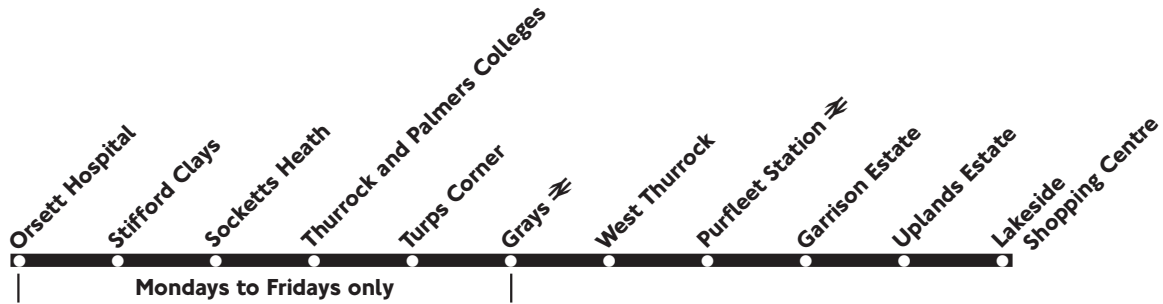 Orsett Hospital
Stifford Clays
Socketts Heath
Thurrock and Palmers Colleges
Turps Corner
Grays
West Thurrock
Purfleet Station
Garrison Estate
Uplands Estate
Lakeside
Shopping Centre
Mondays to Fridays only